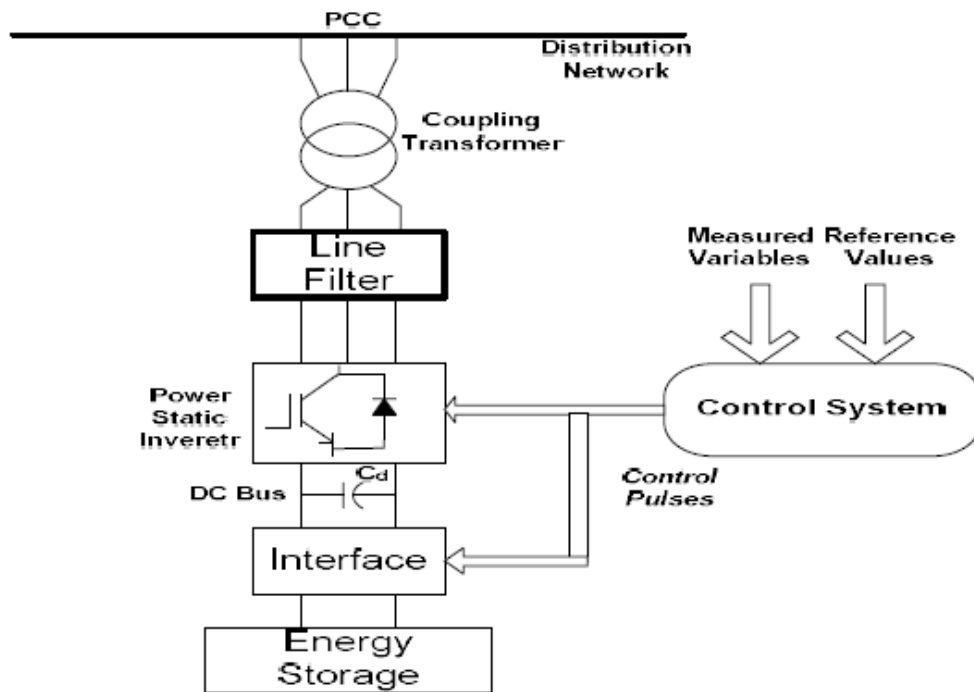 PCC
Distribution
Network
Coupling
Transformer
Line
Filter
Measured
Variables
Reference
Values
Power
Static
Inveretr
Control System
Cd
DC Bus
Control
Pulses
Interface
Energy
Storage